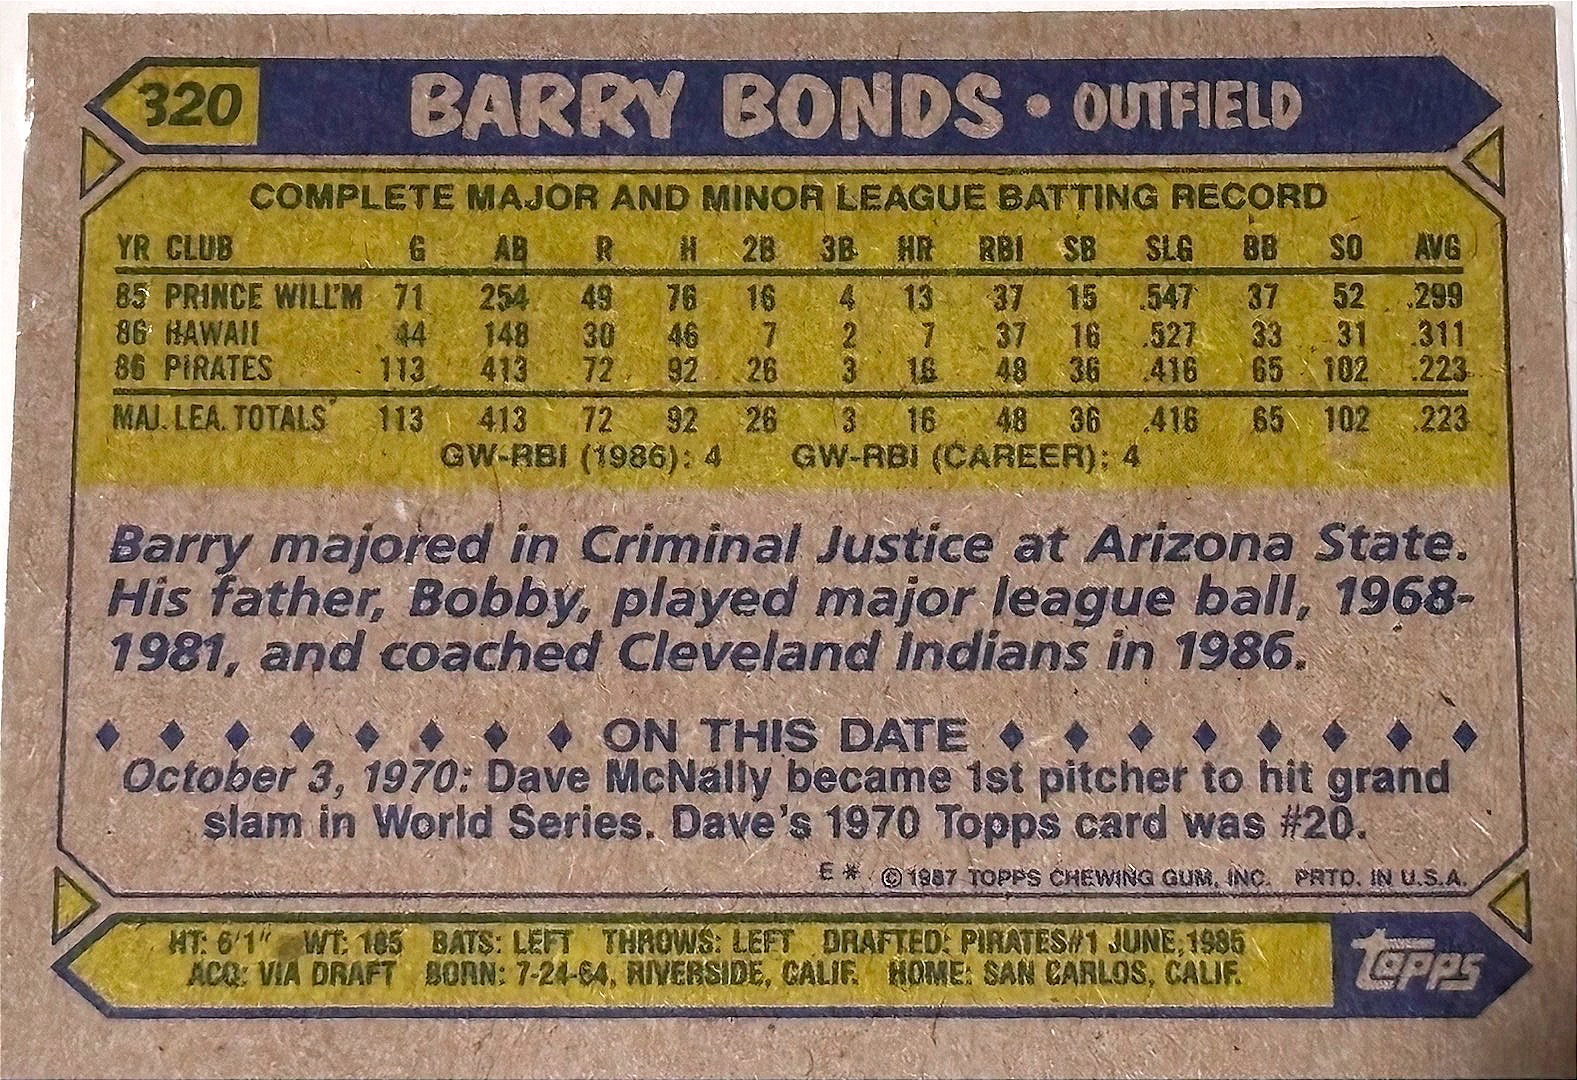 320 BARRY BONDS • OUTFIELD
COMPLETE MAJOR AND MINOR LEAGUE BATTING RECORD
YR CLUB G AB R H 2B 3B HR RBI SB SLG BB SO AVG
85 PRINCE WILL'M 71 254 49 76 16 4 13 37 15 .547 37 52 .299
86 HAWAII 44 148 30 46 7 2 7 37 16 .527 33 31 .311
86 PIRATES 113 413 72 92 26 3 16 48 36 .416 65 102 .223
MAJ. LEA. TOTALS 113 413 72 92 26 3 16 48 36 .416 65 102 .223
GW-RBI (1986): 4 GW-RBI (CAREER): 4
Barry majored in Criminal Justice at Arizona State.
His father, Bobby, played major league ball, 1968-
1981, and coached Cleveland Indians in 1986.
♦ ♦ ♦ ♦ ♦ ♦ ♦ ♦ ON THIS DATE ♦ ♦ ♦ ♦ ♦ ♦ ♦ ♦
October 3, 1970: Dave McNally became 1st pitcher to hit grand
slam in World Series. Dave's 1970 Topps card was #20.
E * © 1987 TOPPS CHEWING GUM, INC. PRTD. IN U.S.A.
HT: 6'1" WT: 185 BATS: LEFT THROWS: LEFT DRAFTED: PIRATES#1 JUNE, 1985
ACQ: VIA DRAFT BORN: 7-24-64, RIVERSIDE, CALIF. HOME: SAN CARLOS, CALIF.
Topps